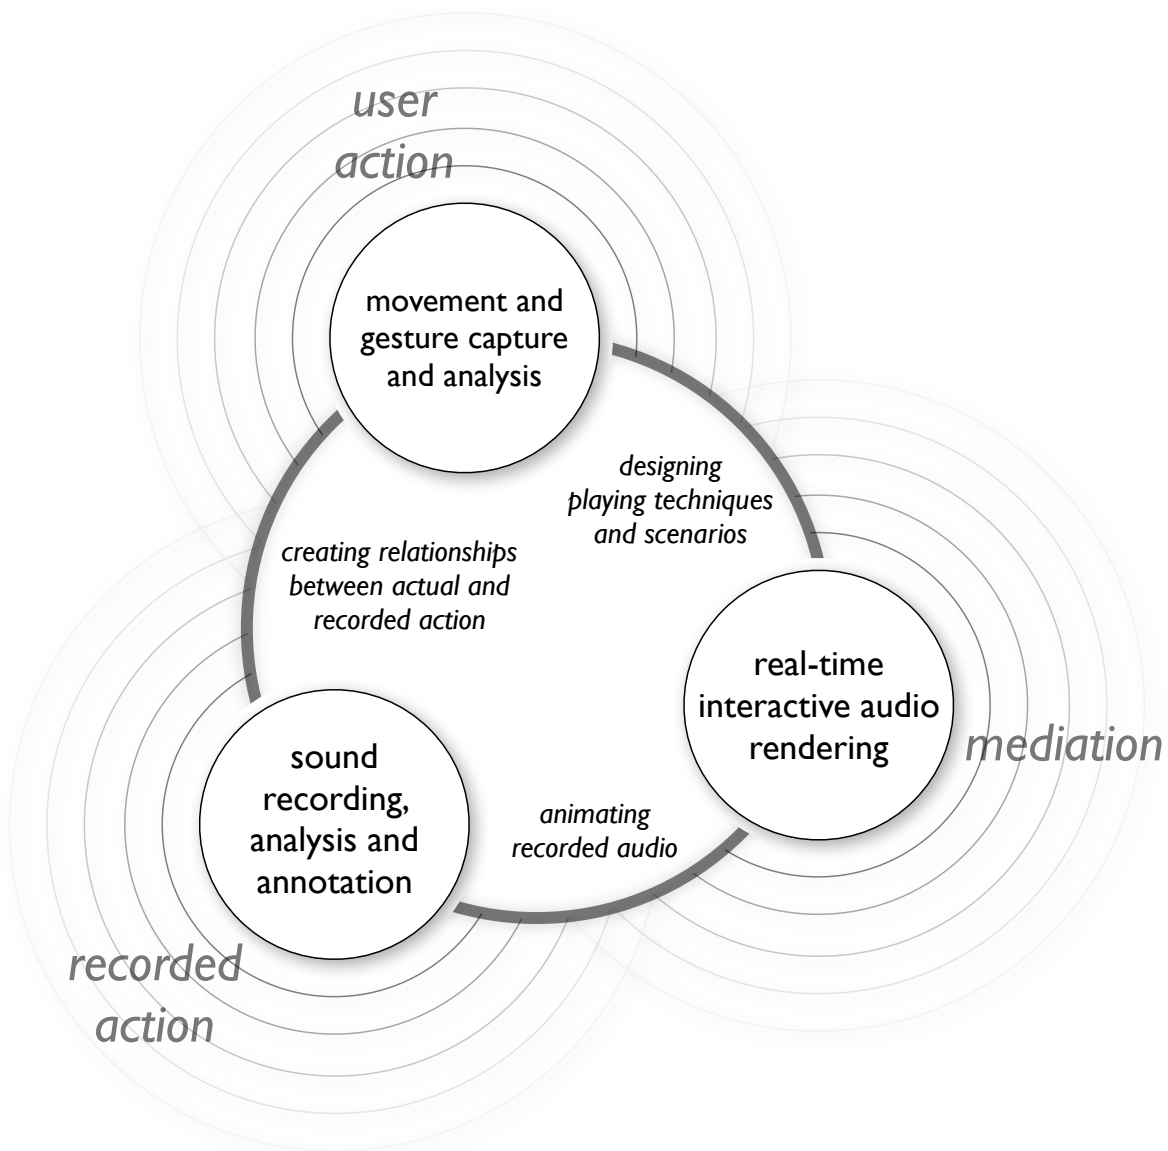 user
action
movement and
gesture capture
and analysis
designing
playing techniques
and scenarios
creating relationships
between actual and
recorded action
real-time
interactive audio
rendering
mediation
sound
recording,
analysis and
annotation
animating
recorded audio
recorded
action